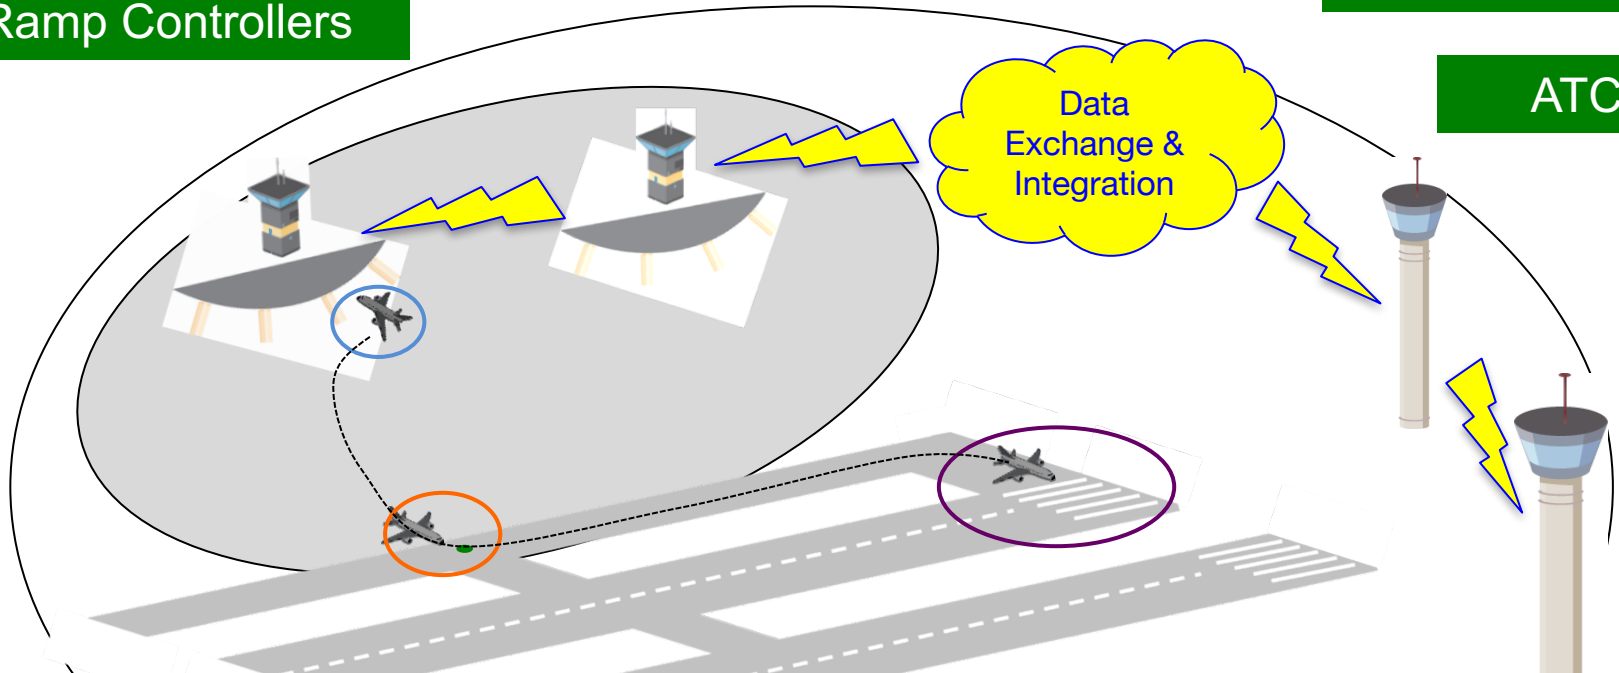 Ramp Controllers
ATC
Data
Exchange &
Integration